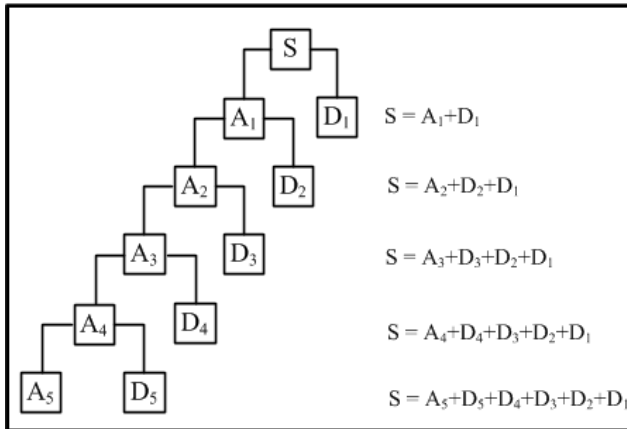 S
A₁ D₁ S = A₁+D₁
A₂ D₂ S = A₂+D₂+D₁
A₃ D₃ S = A₃+D₃+D₂+D₁
A₄ D₄ S = A₄+D₄+D₃+D₂+D₁
A₅ D₅ S = A₅+D₅+D₄+D₃+D₂+D₁